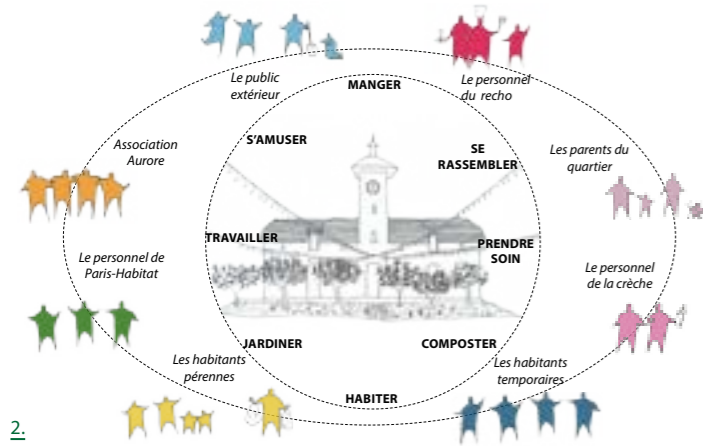 Le public
extérieur
MANGER
Le personnel
du recho
Association
Aurore
S'AMUSER
SE
RASSEMBLER
Les parents du
quartier
TRAVAILLER
PRENDRE
SOIN
Le personnel de
Paris-Habitat
Le personnel
de la crèche
JARDINER
COMPOSTER
Les habitants
pérennes
Les habitants
temporaires
HABITER
2.